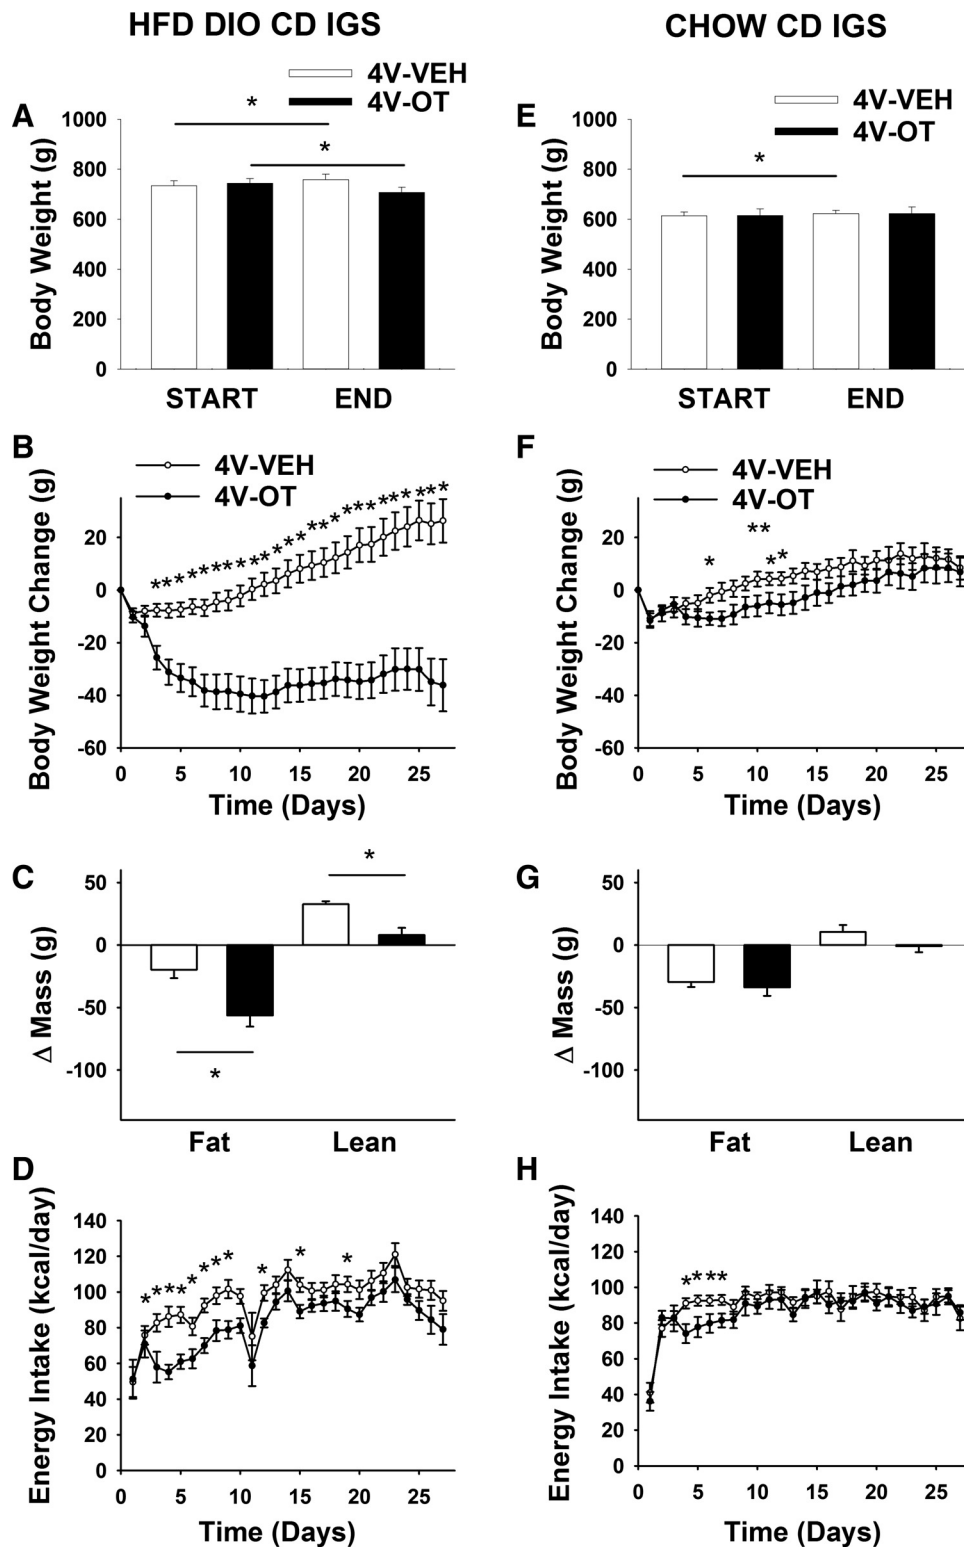 HFD DIO CD IGS
4V-VEH
4V-OT
A
*
*
Body Weight (g)
1000
800
600
400
200
0
START
END
B
4V-VEH
4V-OT
* * * * * * * * * * * * * * * * * * * * * * * * *
Body Weight Change (g)
20
0
-20
-40
-60
0
5
10
15
20
25
Time (Days)
C
*
Δ Mass (g)
50
0
-50
-100
*
Fat
Lean
D
* * * * * * * * * *
Energy Intake (kcal/day)
140
120
100
80
60
40
20
0
0
5
10
15
20
25
Time (Days)
CHOW CD IGS
4V-VEH
4V-OT
E
*
Body Weight (g)
1000
800
600
400
200
0
START
END
F
4V-VEH
4V-OT
**
* * *
Body Weight Change (g)
20
0
-20
-40
-60
0
5
10
15
20
25
Time (Days)
G
Δ Mass (g)
50
0
-50
-100
Fat
Lean
H
* * * *
Energy Intake (kcal/day)
140
120
100
80
60
40
20
0
0
5
10
15
20
25
Time (Days)